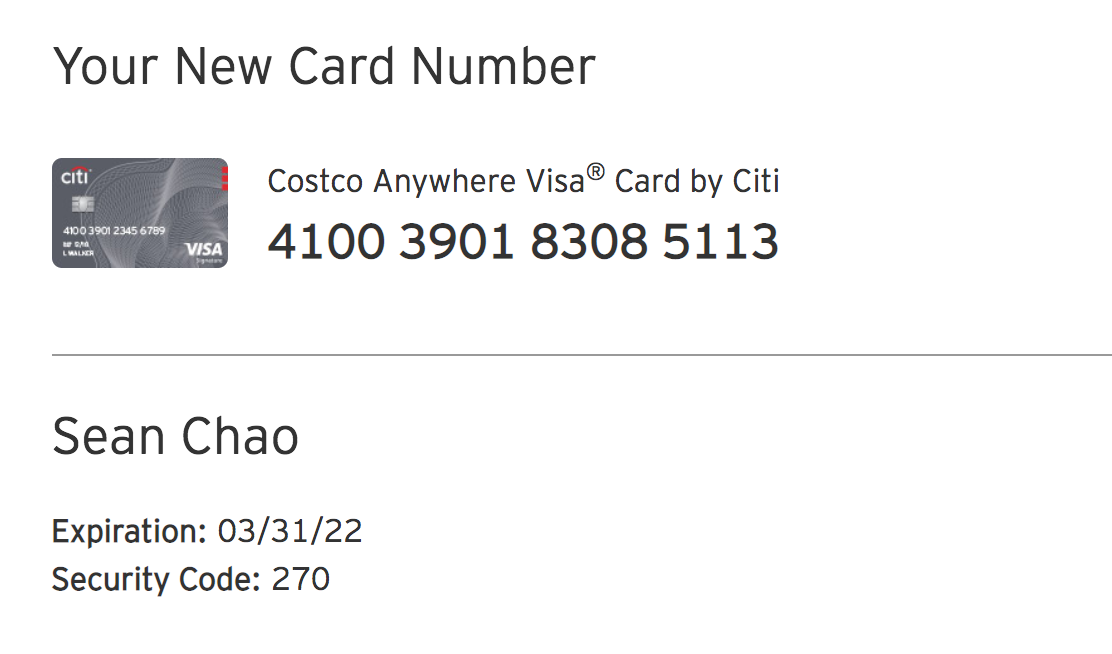 Your New Card Number
citi
4100 3901 2345 6789
L WALKER
VISA
Signature
Costco Anywhere Visa® Card by Citi
4100 3901 8308 5113
Sean Chao
Expiration: 03/31/22
Security Code: 270